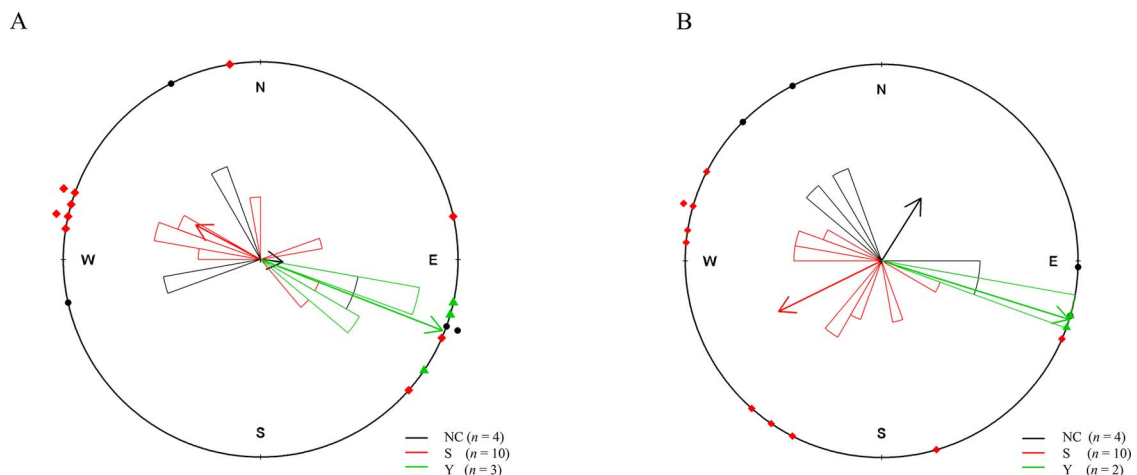 A
B
N
W
E
S
N
W
E
S
NC (n = 4)
S (n = 10)
Y (n = 3)
NC (n = 4)
S (n = 10)
Y (n = 2)